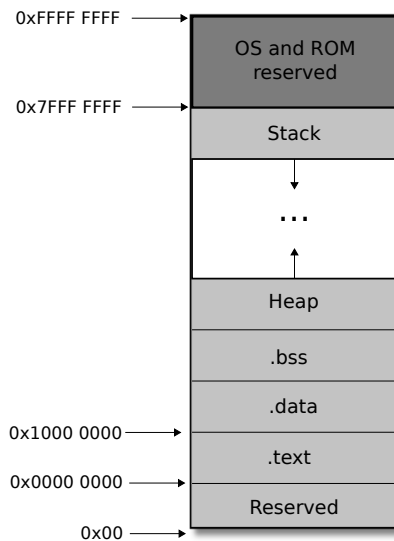 0xFFFF FFFF
OS and ROM
reserved
0x7FFF FFFF
Stack
...
Heap
.bss
.data
0x1000 0000
.text
0x0000 0000
Reserved
0x00